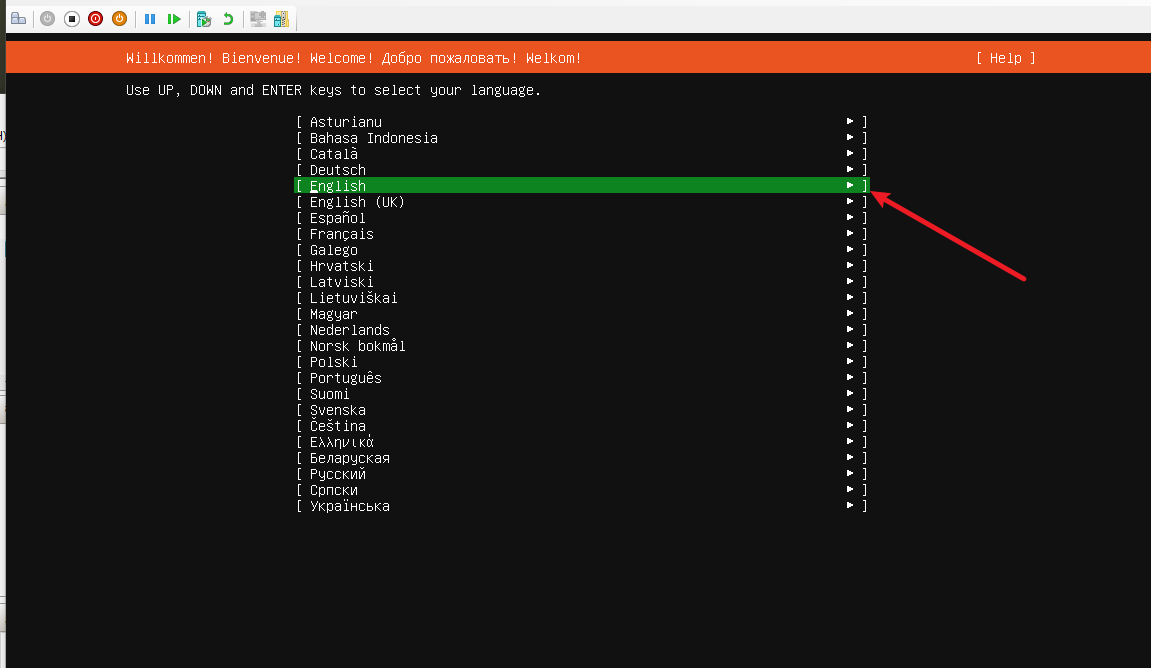 Willkommen! Bienvenue! Welcome! Добро пожаловать! Welkom!
[ Help ]
Use UP, DOWN and ENTER keys to select your language.
[ Asturianu ► ]
[ Bahasa Indonesia ► ]
[ Català ► ]
[ Deutsch ► ]
[ English ► ]
[ English (UK) ► ]
[ Español ► ]
[ Français ► ]
[ Galego ► ]
[ Hrvatski ► ]
[ Latviski ► ]
[ Lietuviškai ► ]
[ Magyar ► ]
[ Nederlands ► ]
[ Norsk bokmål ► ]
[ Polski ► ]
[ Português ► ]
[ Suomi ► ]
[ Svenska ► ]
[ Čeština ► ]
[ Ελληνικά ► ]
[ Беларуская ► ]
[ Русский ► ]
[ Српски ► ]
[ Українська ► ]